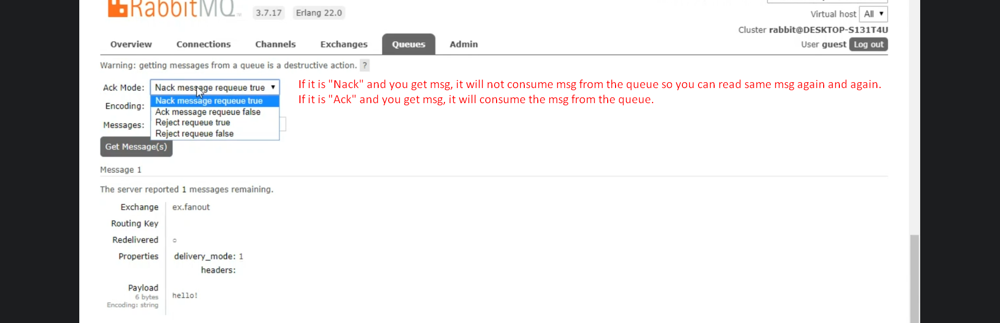 RabbitMQ TM 3.7.17 Erlang 22.0
Virtual host All
Cluster rabbit@DESKTOP-S131T4U
User guest Log out
Overview Connections Channels Exchanges Queues Admin
Warning: getting messages from a queue is a destructive action. ?
Ack Mode: Nack message requeue true
If it is "Nack" and you get msg, it will not consume msg from the queue so you can read same msg again and again.
If it is "Ack" and you get msg, it will consume the msg from the queue.
Nack message requeue true
Encoding:
Ack message requeue false
Reject requeue true
Messages:
Reject requeue false
Get Message(s)
Message 1
The server reported 1 messages remaining.
Exchange ex.fanout
Routing Key
Redelivered ○
Properties delivery_mode: 1
headers:
Payload
6 bytes
Encoding: string
hello!